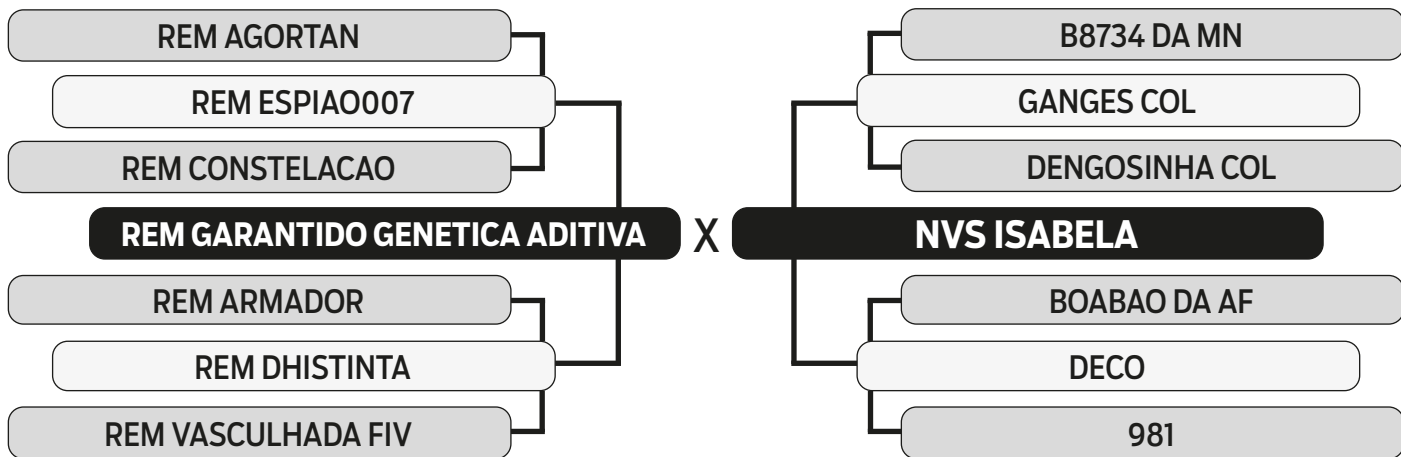 REM AGORTAN
REM ESPIAO007
REM CONSTELACAO
REM GARANTIDO GENETICA ADITIVA
REM ARMADOR
REM DHISTINTA
REM VASCULHADA FIV
X
B8734 DA MN
GANGES COL
DENGOSINHA COL
NVS ISABELA
BOABAO DA AF
DECO
981